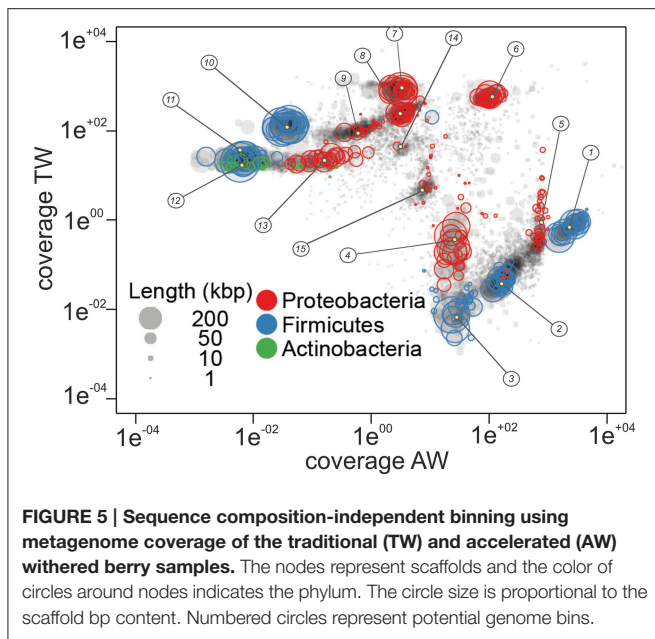 7
14
8
6
10
9
11
5
1
12
13
4
15
2
3
1e+04
1e+02
1e+00
1e-02
1e-04
coverage TW
Length (kbp)
200
50
10
1
Proteobacteria
Firmicutes
Actinobacteria
1e-04 1e-02 1e+00 1e+02 1e+04
coverage AW
FIGURE 5 | Sequence composition-independent binning using
metagenome coverage of the traditional (TW) and accelerated (AW)
withered berry samples. The nodes represent scaffolds and the color of
circles around nodes indicates the phylum. The circle size is proportional to the
scaffold bp content. Numbered circles represent potential genome bins.